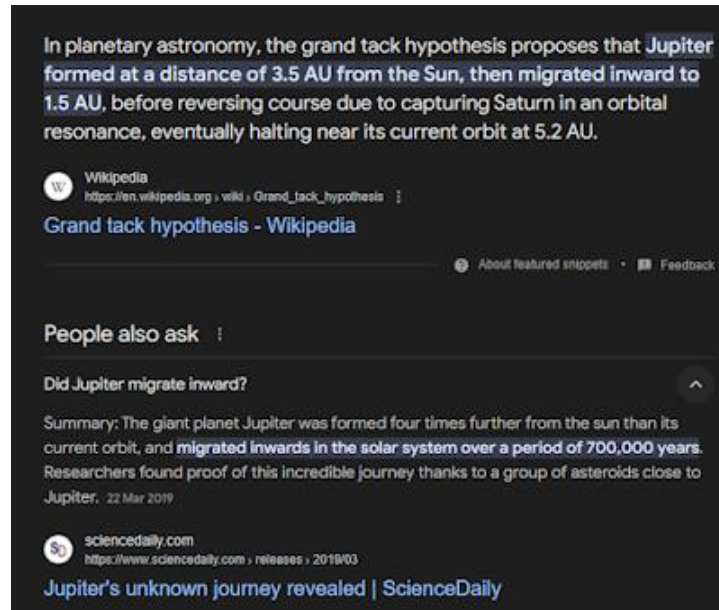 In planetary astronomy, the grand tack hypothesis proposes that Jupiter
formed at a distance of 3.5 AU from the Sun, then migrated inward to
1.5 AU, before reversing course due to capturing Saturn in an orbital
resonance, eventually halting near its current orbit at 5.2 AU.
W
Wikipedia
https://en.wikipedia.org › wiki › Grand_tack_hypothesis
Grand tack hypothesis - Wikipedia
About featured snippets • Feedback
People also ask
Did Jupiter migrate inward?
Summary: The giant planet Jupiter was formed four times further from the sun than its
current orbit, and migrated inwards in the solar system over a period of 700,000 years.
Researchers found proof of this incredible journey thanks to a group of asteroids close to
Jupiter. 22 Mar 2019
SD
sciencedaily.com
https://www.sciencedaily.com › releases › 2019/03
Jupiter's unknown journey revealed | ScienceDaily